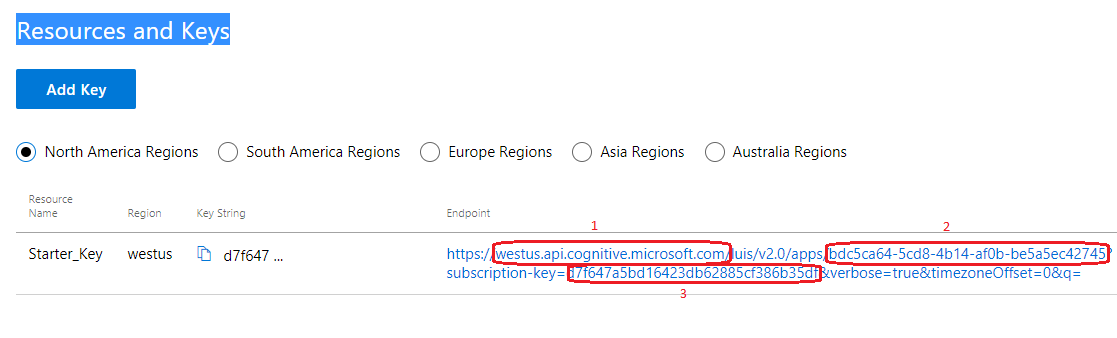 Resources and Keys
Add Key
North America Regions South America Regions Europe Regions Asia Regions Australia Regions
Resource Name Region Key String Endpoint
1 2
Starter_Key westus d7f647 ... https://westus.api.cognitive.microsoft.com/luis/v2.0/apps/bdc5ca64-5cd8-4b14-af0b-be5a5ec42745?
subscription-key=d7f647a5bd16423db62885cf386b35df&verbose=true&timezoneOffset=0&q=
3